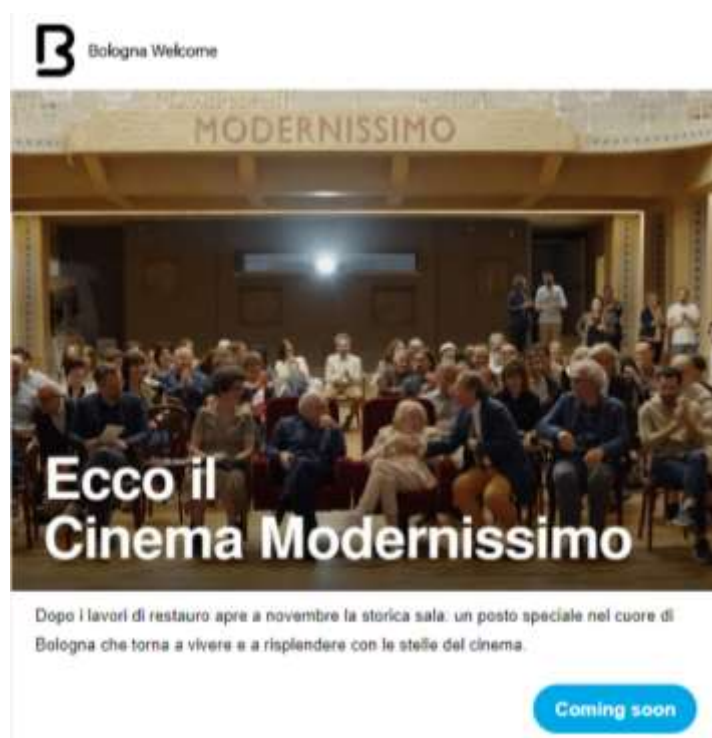 B
Bologna Welcome
MODERNISSIMO
Ecco il
Cinema Modernissimo
Dopo i lavori di restauro apre a novembre la storica sala: un posto speciale nel cuore di
Bologna che torna a vivere e a risplendere con le stelle del cinema.
Coming soon